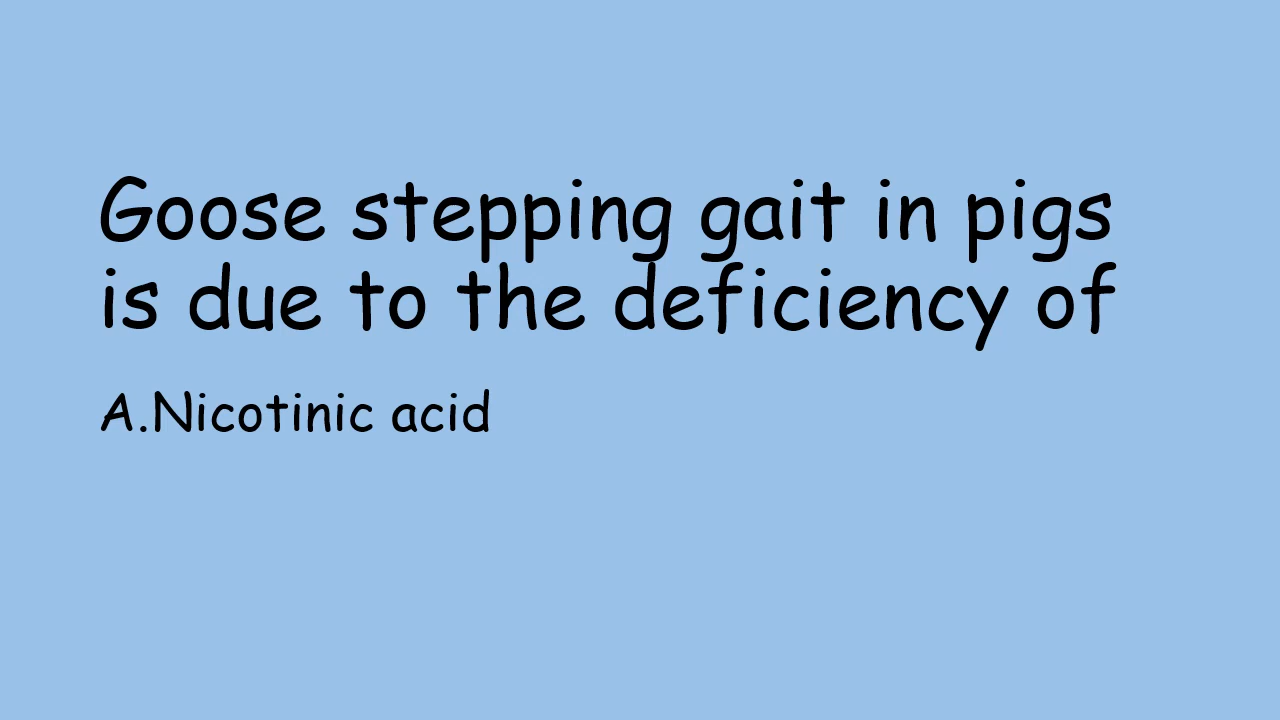 Goose stepping gait in pigs
is due to the deficiency of
A.Nicotinic acid